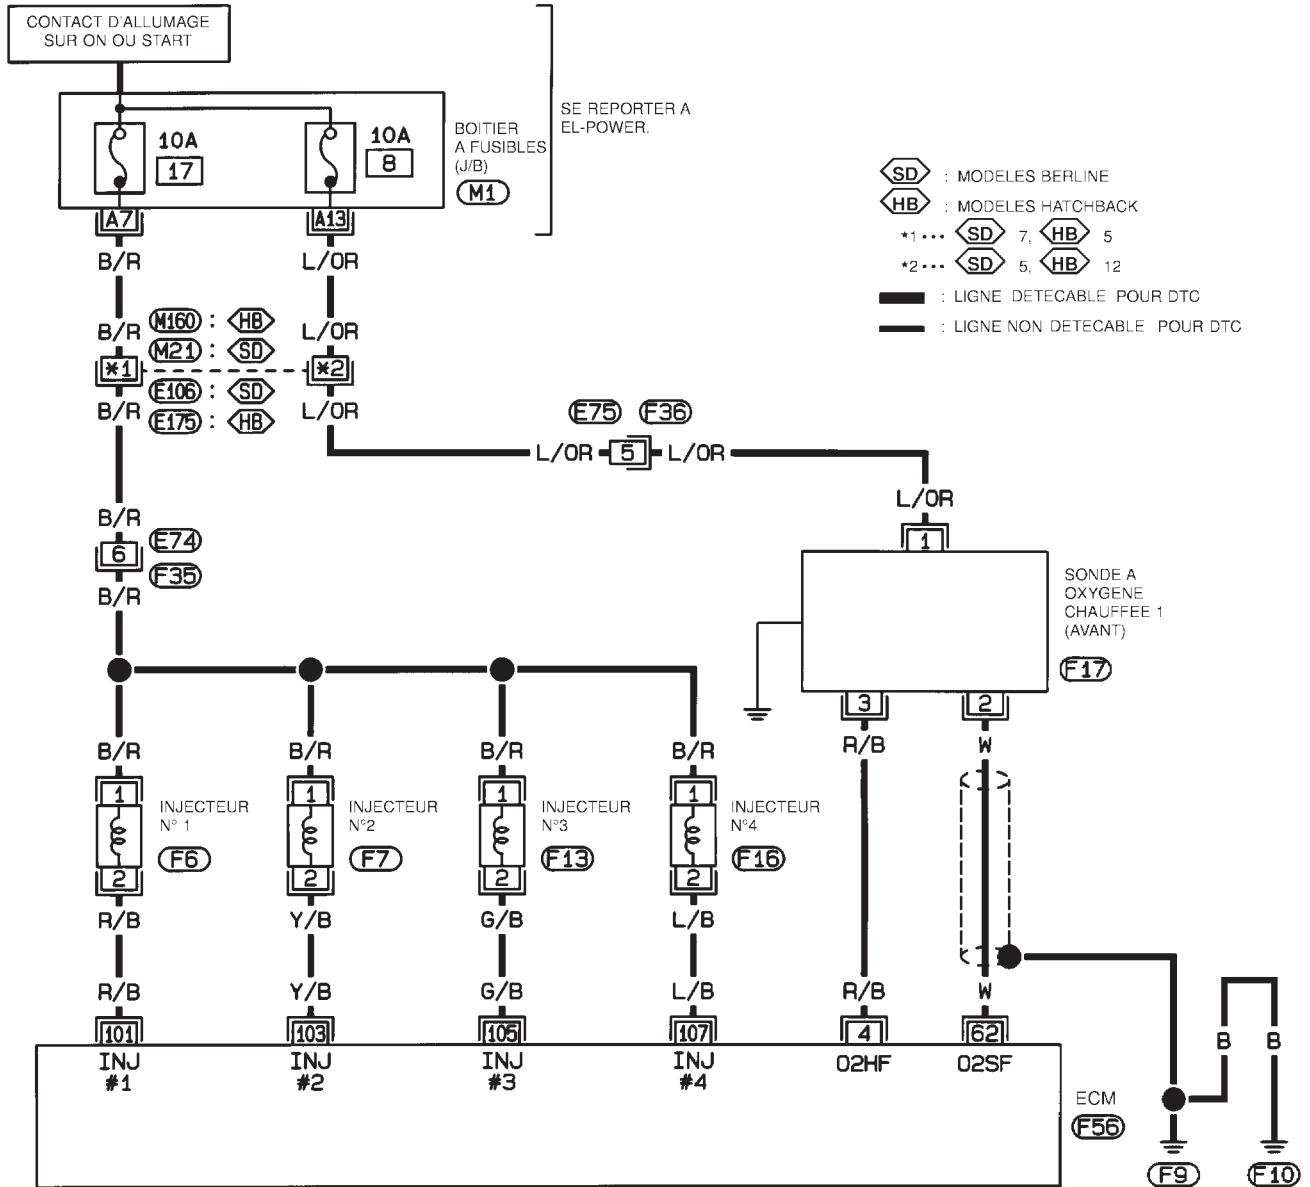 CONTACT D'ALLUMAGE
SUR ON OU START
SE REPORTER A
EL-POWER.
10A
17
10A
8
BOITIER
A FUSIBLES
(J/B)
M1
A7
A13
B/R
L/OR
SD : MODELES BERLINE
HB : MODELES HATCHBACK
*1... SD 7, HB 5
*2... SD 5, HB 12
: LIGNE DETECABLE POUR DTC
: LIGNE NON DETECABLE POUR DTC
B/R
M160 : HB
L/OR
M21 : SD
*1
*2
E106 : SD
B/R
E175 : HB
L/OR
E75
F36
L/OR
5
L/OR
L/OR
B/R
6
E74
F35
B/R
1
SONDE A
OXYGENE
CHAUFFEE 1
(AVANT)
F17
3
2
B/R
B/R
B/R
B/R
R/B
W
1
INJECTEUR
N° 1
F6
2
1
INJECTEUR
N°2
F7
2
1
INJECTEUR
N°3
F13
2
1
INJECTEUR
N°4
F16
2
R/B
Y/B
G/B
L/B
R/B
Y/B
G/B
L/B
R/B
W
101
103
105
107
4
62
INJ
#1
INJ
#2
INJ
#3
INJ
#4
O2HF
O2SF
B
B
ECM
F56
F9
F10